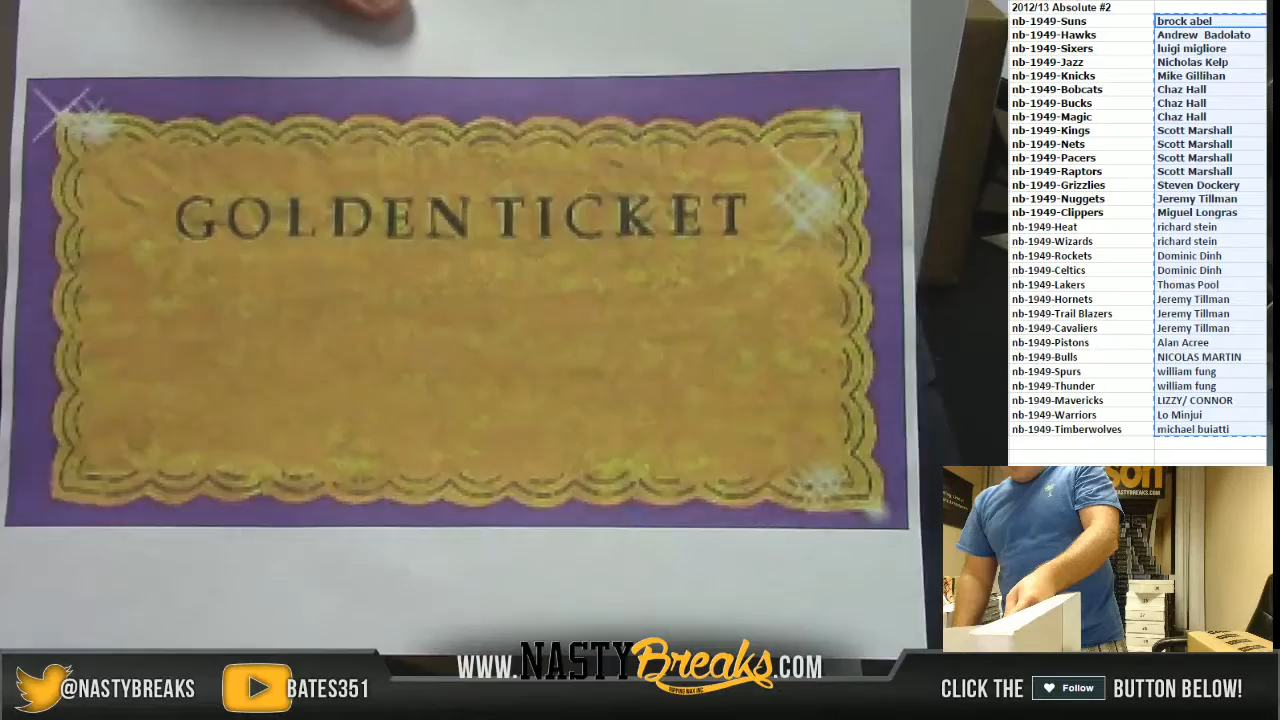 GOLDEN TICKET
2012/13 Absolute #2
nb-1949-Suns brock abel
nb-1949-Hawks Andrew Badolato
nb-1949-Sixers luigi migliore
nb-1949-Jazz Nicholas Kelp
nb-1949-Knicks Mike Gillihan
nb-1949-Bobcats Chaz Hall
nb-1949-Bucks Chaz Hall
nb-1949-Magic Chaz Hall
nb-1949-Kings Scott Marshall
nb-1949-Nets Scott Marshall
nb-1949-Pacers Scott Marshall
nb-1949-Raptors Scott Marshall
nb-1949-Grizzlies Steven Dockery
nb-1949-Nuggets Jeremy Tillman
nb-1949-Clippers Miguel Longras
nb-1949-Heat richard stein
nb-1949-Wizards richard stein
nb-1949-Rockets Dominic Dinh
nb-1949-Celtics Dominic Dinh
nb-1949-Lakers Thomas Pool
nb-1949-Hornets Jeremy Tillman
nb-1949-Trail Blazers Jeremy Tillman
nb-1949-Cavaliers Jeremy Tillman
nb-1949-Pistons Alan Acree
nb-1949-Bulls NICOLAS MARTIN
nb-1949-Spurs william fung
nb-1949-Thunder william fung
nb-1949-Mavericks LIZZY/ CONNOR
nb-1949-Warriors Lo Minjui
nb-1949-Timberwolves michael buiatti
son
NASTYBREAKS.COM
@NASTYBREAKS
BATES351
WWW.NASTYBreaks.COM
RIPPING WAX INC
CLICK THE Follow BUTTON BELOW!